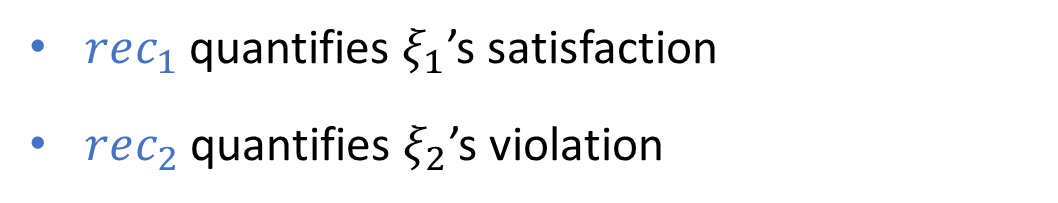 • rec₁ quantifies ξ₁’s satisfaction
• rec₂ quantifies ξ₂’s violation